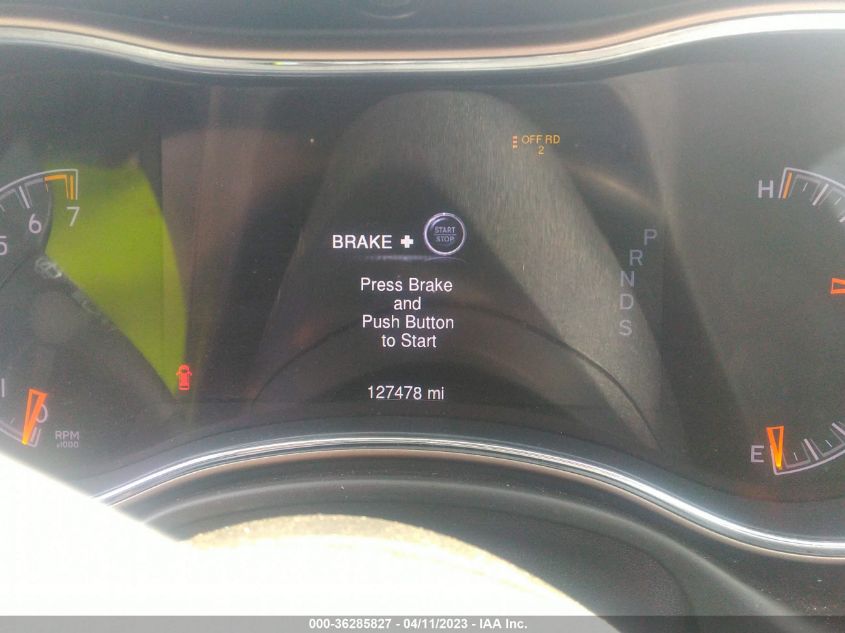 OFF RD
2
H
5
6
7
BRAKE +
START
STOP
Press Brake
and
Push Button
to Start
P
R
N
D
S
127478 mi
0
RPM
x1000
E
000-36285827 - 04/11/2023 - IAA Inc.